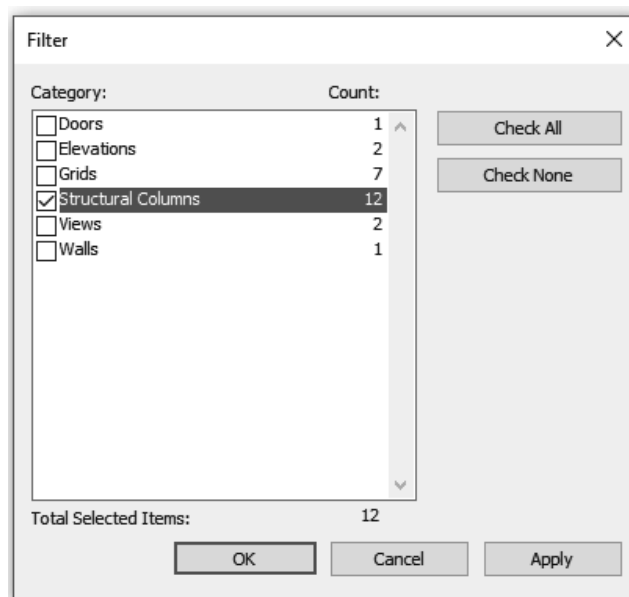 Filter
Category: Count:
Doors 1
Elevations 2
Grids 7
Structural Columns 12
Views 2
Walls 1
Check All
Check None
Total Selected Items: 12
OK Cancel Apply